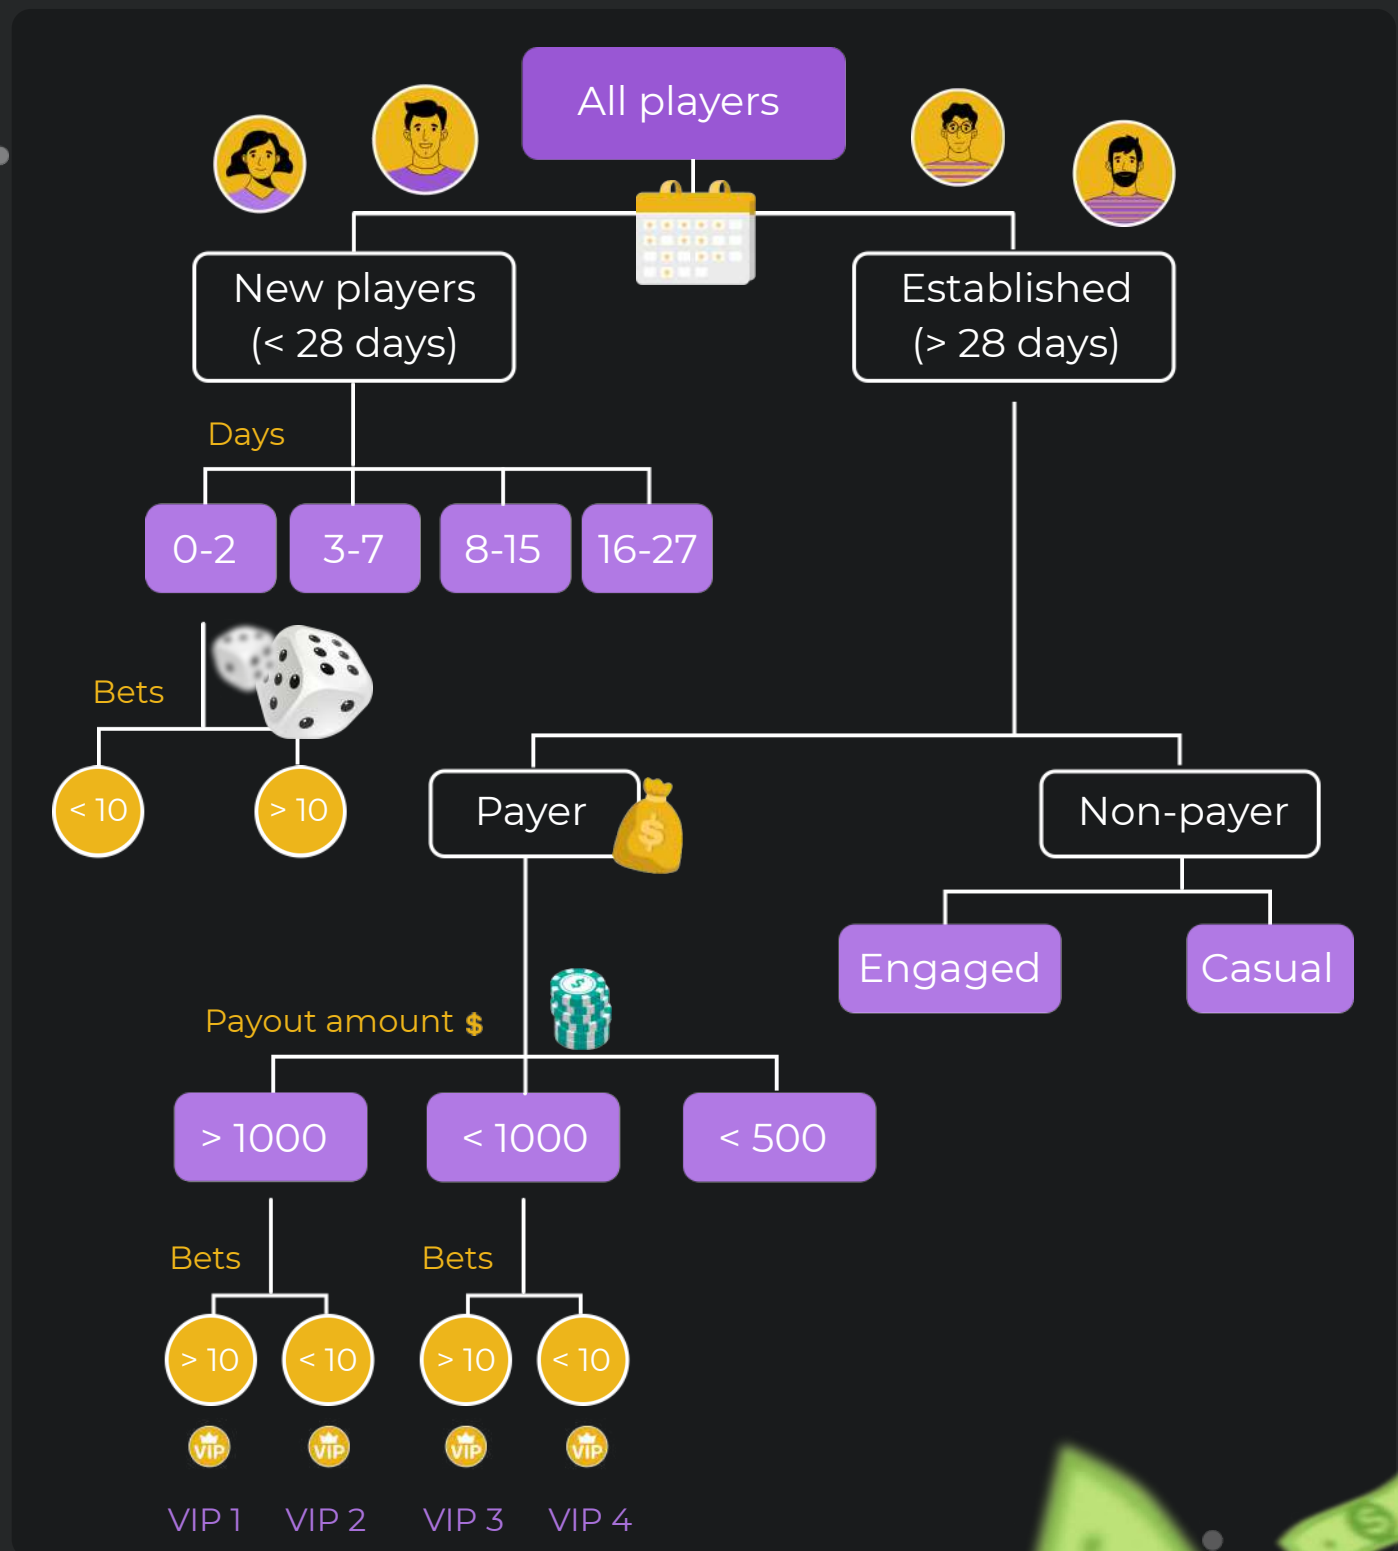 All players
New players
(< 28 days)
Established
(> 28 days)
Days
0-2
3-7
8-15
16-27
Bets
< 10
> 10
Payer
$
Non-payer
Engaged
Casual
$
Payout amount $
> 1000
< 1000
< 500
Bets
Bets
> 10
< 10
> 10
< 10
VIP
VIP
VIP
VIP
VIP 1
VIP 2
VIP 3
VIP 4
$